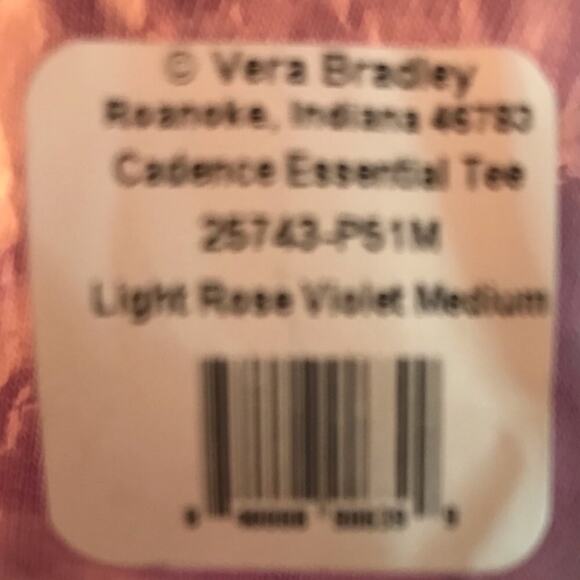 © Vera Bradley
Roanoke, Indiana 46783
Cadence Essential Tee
25743-P51M
Light Rose Violet Medium